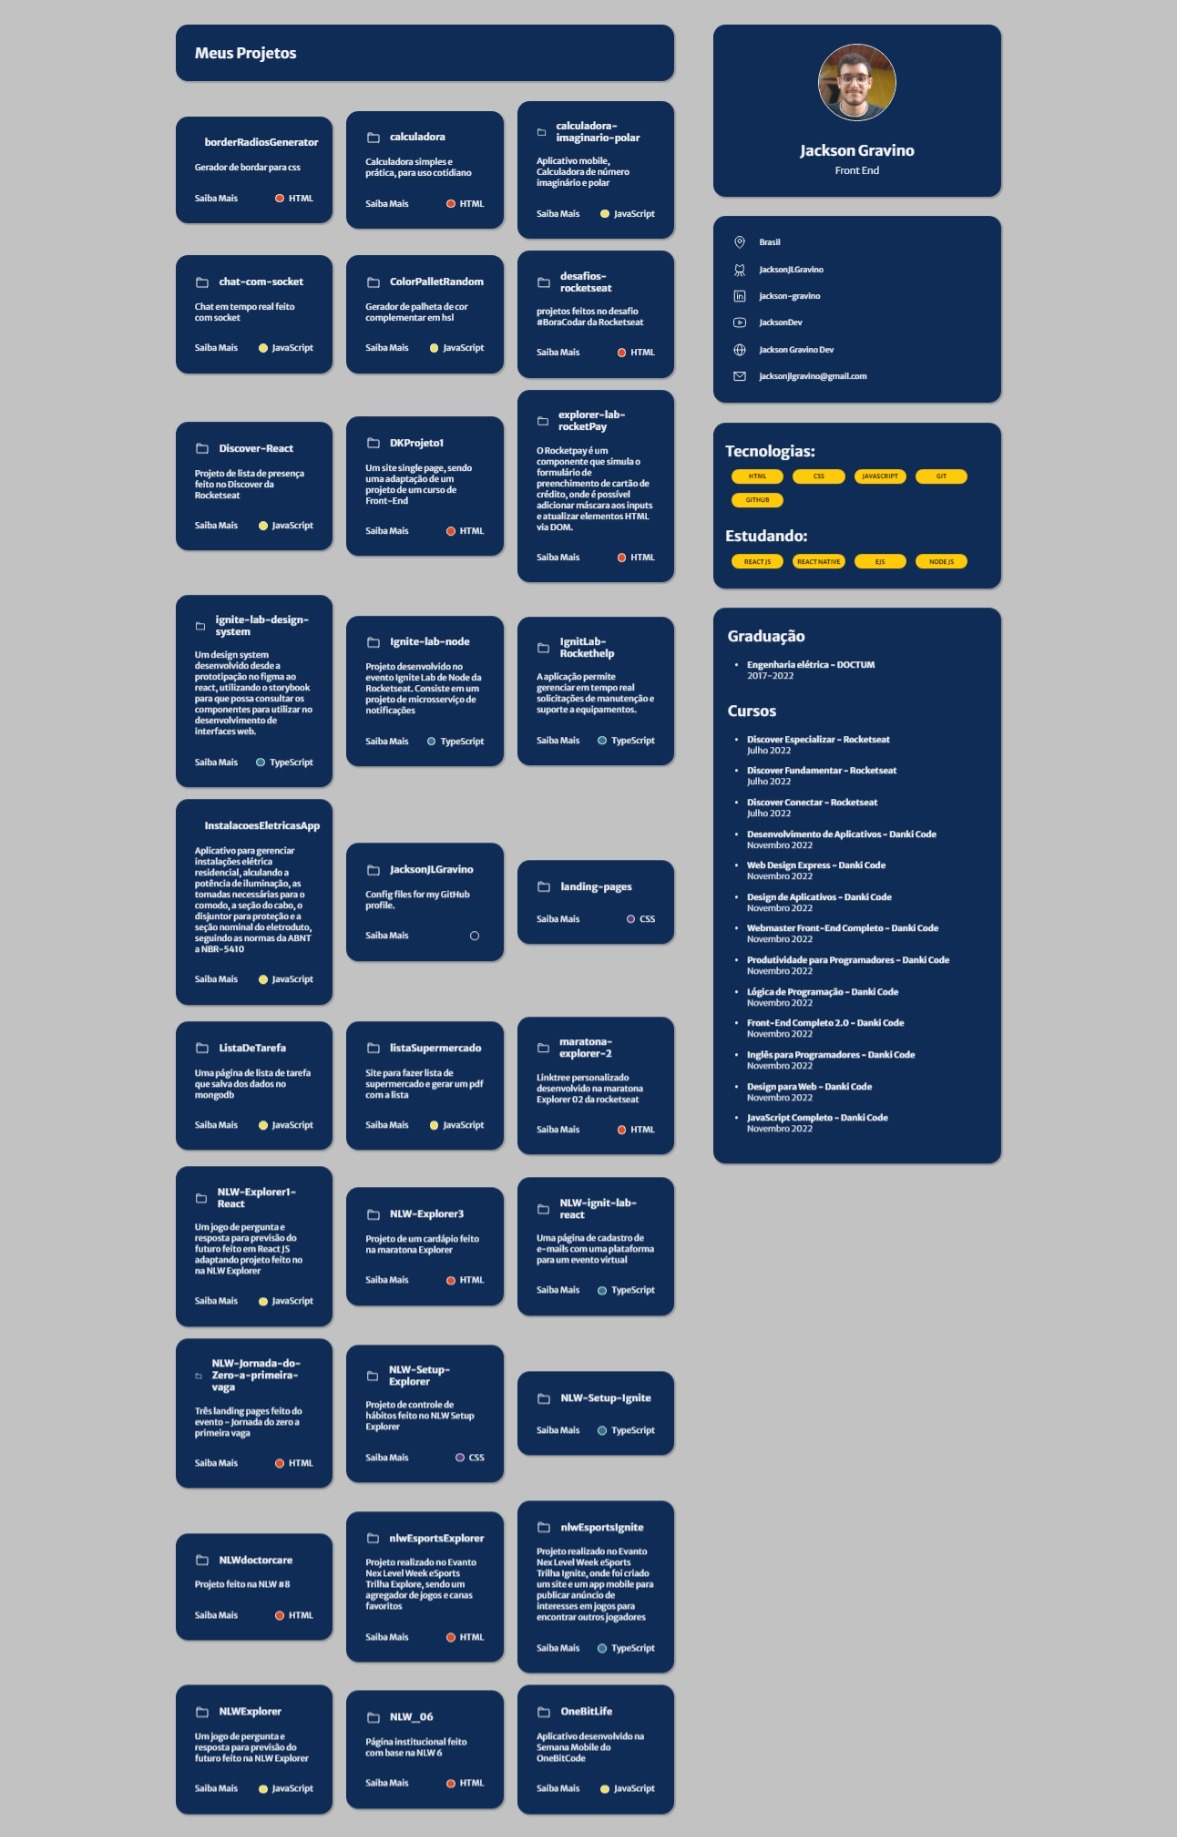 Meus Projetos
borderRadiosGenerator
Gerador de bordar para css
Saiba Mais
HTML
calculadora
Calculadora simples e
prática, para uso cotidiano
Saiba Mais
HTML
calculadora-
imaginario-polar
Aplicativo mobile,
Calculadora de número
imaginário e polar
Saiba Mais
JavaScript
chat-com-socket
Chat em tempo real feito
com socket
Saiba Mais
JavaScript
ColorPalletRandom
Gerador de palheta de cor
complementar em hsl
Saiba Mais
JavaScript
desafios-
rocketseat
projetos feitos no desafio
#BoraCodar da Rocketseat
Saiba Mais
HTML
Discover-React
Projeto de lista de presença
feito no Discover da
Rocketseat
Saiba Mais
JavaScript
DKProjeto1
Um site single page, sendo
uma adaptação de um
projeto de um curso de
Front-End
Saiba Mais
HTML
explorer-lab-
rocketPay
O Rocketpay é um
componente que simula o
formulário de
preenchimento de cartão de
crédito, onde é possível
adicionar máscara aos inputs
e atualizar elementos HTML
via DOM.
Saiba Mais
HTML
ignite-lab-design-
system
Um design system
desenvolvido desde a
prototipação no figma ao
react, utilizando o storybook
para que possa consultar os
componentes para utilizar no
desenvolvimento de
interfaces web.
Saiba Mais
TypeScript
Ignite-lab-node
Projeto desenvolvido no
evento Ignite Lab de Node da
Rocketseat. Consiste em um
projeto de microsserviço de
notificações
Saiba Mais
TypeScript
IgnitLab-
Rockethelp
A aplicação permite
gerenciar em tempo real
solicitações de manutenção e
suporte a equipamentos.
Saiba Mais
TypeScript
InstalacoesEletricasApp
Aplicativo para gerenciar
instalações elétrica
residencial, alculando a
potência de iluminação, as
tomadas necessárias para o
comodo, a seção do cabo, o
disjuntor para proteção e a
seção nominal do eletroduto,
seguindo as normas da ABNT
a NBR-5410
Saiba Mais
JavaScript
JacksonJLGravino
Config files for my GitHub
profile.
Saiba Mais
landing-pages
Saiba Mais
CSS
ListaDeTarefa
Uma página de lista de tarefa
que salva dos dados no
mongodb
Saiba Mais
JavaScript
listaSupermercado
Site para fazer lista de
supermercado e gerar um pdf
com a lista
Saiba Mais
JavaScript
maratona-
explorer-2
Linktree personalizado
desenvolvido na maratona
Explorer 02 da rocketseat
Saiba Mais
HTML
NLW-Explorer1-
React
Um jogo de pergunta e
resposta para previsão do
futuro feito em React JS
adaptando projeto feito no
na NLW Explorer
Saiba Mais
JavaScript
NLW-Explorer3
Projeto de um cardápio feito
na maratona Explorer
Saiba Mais
HTML
NLW-ignit-lab-
react
Uma página de cadastro de
e-mails com uma plataforma
para um evento virtual
Saiba Mais
TypeScript
NLW-Jornada-do-
Zero-a-primeira-
vaga
Três landing pages feito do
evento - Jornada do zero a
primeira vaga
Saiba Mais
HTML
NLW-Setup-
Explorer
Projeto de controle de
hábitos feito no NLW Setup
Explorer
Saiba Mais
CSS
NLW-Setup-Ignite
Saiba Mais
TypeScript
NLWdoctorcare
Projeto feito na NLW #8
Saiba Mais
HTML
nlwEsportsExplorer
Projeto realizado no Evanto
Nex Level Week eSports
Trilha Explore, sendo um
agregador de jogos e canas
favoritos
Saiba Mais
HTML
nlwEsportsIgnite
Projeto realizado no Evanto
Nex Level Week eSports
Trilha Ignite, onde foi criado
um site e um app mobile para
publicar anúncio de
interesses em jogos para
encontrar outros jogadores
Saiba Mais
TypeScript
NLWExplorer
Um jogo de pergunta e
resposta para previsão do
futuro feito na NLW Explorer
Saiba Mais
JavaScript
NLW_06
Página institucional feito
com base na NLW 6
Saiba Mais
HTML
OneBitLife
Aplicativo desenvolvido na
Semana Mobile do
OneBitCode
Saiba Mais
JavaScript
Jackson Gravino
Front End
Brasil
JacksonJLGravino
jackson-gravino
JacksonDev
Jackson Gravino Dev
jacksonjlgravino@gmail.com
Tecnologias:
HTML
CSS
JAVASCRIPT
GIT
GITHUB
Estudando:
REACT JS
REACT NATIVE
EJS
NODE JS
Graduação
• Engenharia elétrica - DOCTUM
2017-2022
Cursos
• Discover Especializar - Rocketseat
Julho 2022
• Discover Fundamentar - Rocketseat
Julho 2022
• Discover Conectar - Rocketseat
Julho 2022
• Desenvolvimento de Aplicativos - Danki Code
Novembro 2022
• Web Design Express - Danki Code
Novembro 2022
• Design de Aplicativos - Danki Code
Novembro 2022
• Webmaster Front-End Completo - Danki Code
Novembro 2022
• Produtividade para Programadores - Danki Code
Novembro 2022
• Lógica de Programação - Danki Code
Novembro 2022
• Front-End Completo 2.0 - Danki Code
Novembro 2022
• Inglês para Programadores - Danki Code
Novembro 2022
• Design para Web - Danki Code
Novembro 2022
• JavaScript Completo - Danki Code
Novembro 2022